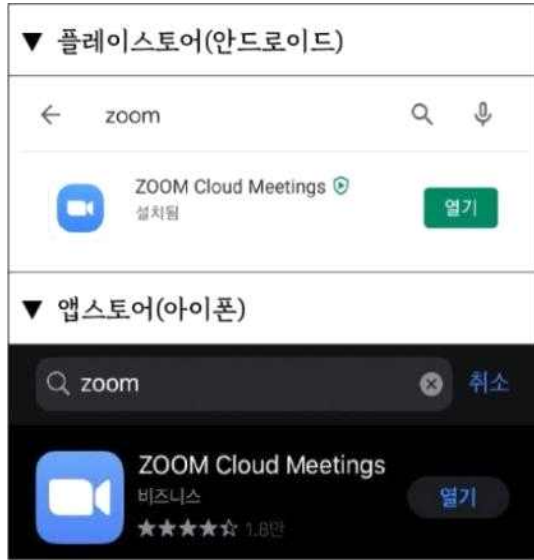 ▼ 플레이스토어(안드로이드)
zoom
ZOOM Cloud Meetings
설치됨
열기
▼ 앱스토어(아이폰)
zoom
취소
ZOOM Cloud Meetings
비즈니스
열기
★★★★☆ 1.8만